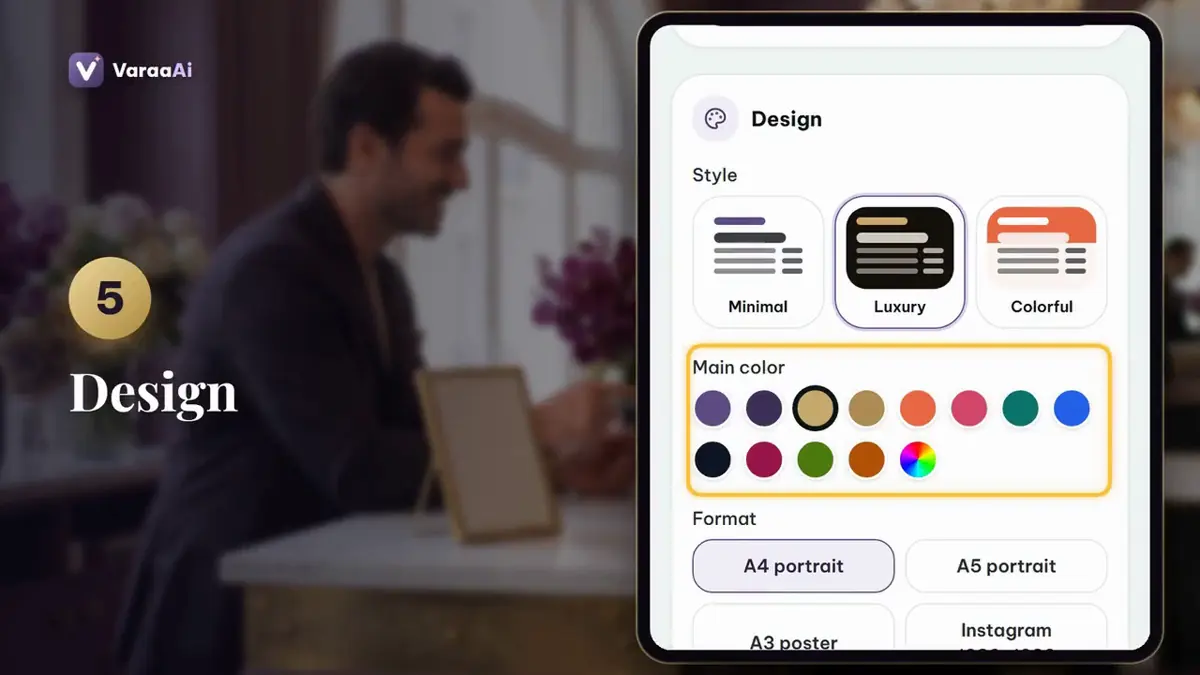 VaraaAi
5
Design
Design
Style
Minimal
Luxury
Colorful
Main color
Format
A4 portrait
A5 portrait
A3 poster
Instagram